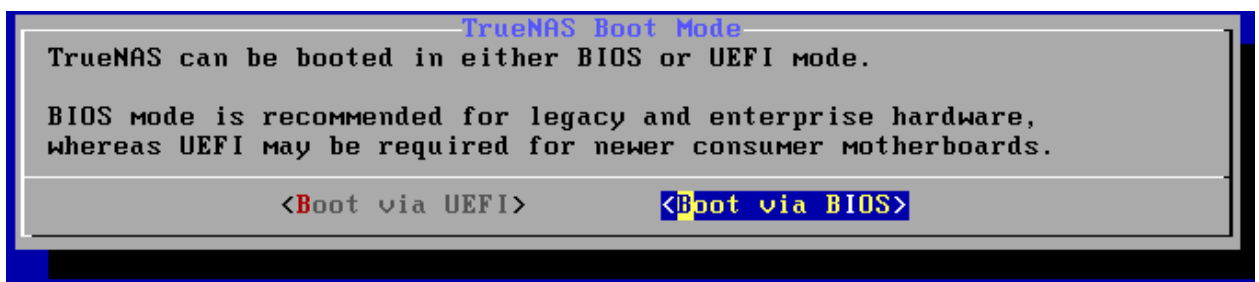 TrueNAS Boot Mode
TrueNAS can be booted in either BIOS or UEFI mode.
BIOS mode is recommended for legacy and enterprise hardware,
whereas UEFI may be required for newer consumer motherboards.
<Boot via UEFI> <Boot via BIOS>